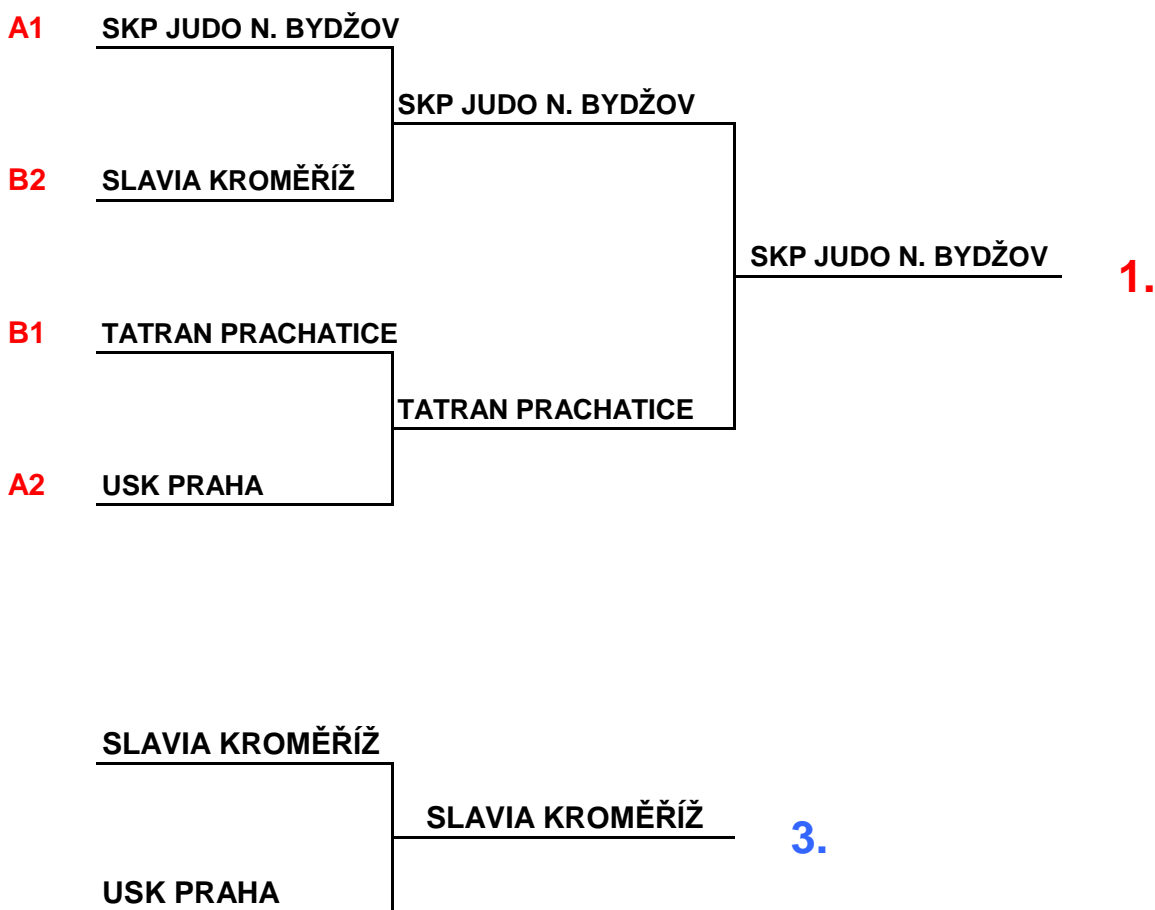 A1 SKP JUDO N. BYDŽOV
SKP JUDO N. BYDŽOV
B2 SLAVIA KROMĚŘÍŽ
SKP JUDO N. BYDŽOV 1.
B1 TATRAN PRACHATICE
TATRAN PRACHATICE
A2 USK PRAHA
SLAVIA KROMĚŘÍŽ
SLAVIA KROMĚŘÍŽ 3.
USK PRAHA